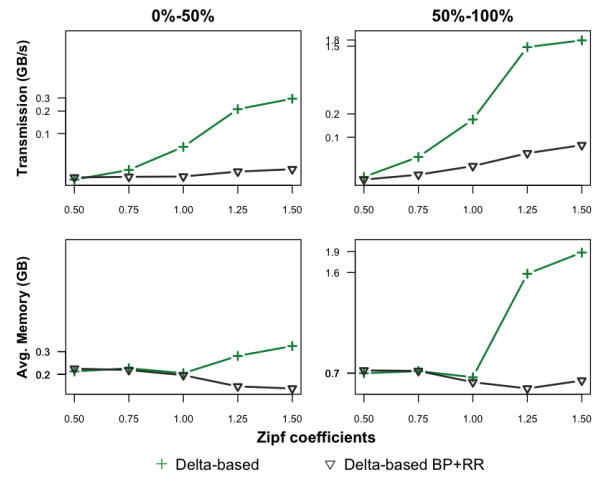 0%-50%
50%-100%
Transmission (GB/s)
0.3
0.2
0.1
0.50 0.75 1.00 1.25 1.50
1.8
1.5
0.2
0.1
0.50 0.75 1.00 1.25 1.50
Avg. Memory (GB)
0.3
0.2
0.50 0.75 1.00 1.25 1.50
1.9
1.6
0.7
0.50 0.75 1.00 1.25 1.50
Zipf coefficients
Delta-based
Delta-based BP+RR